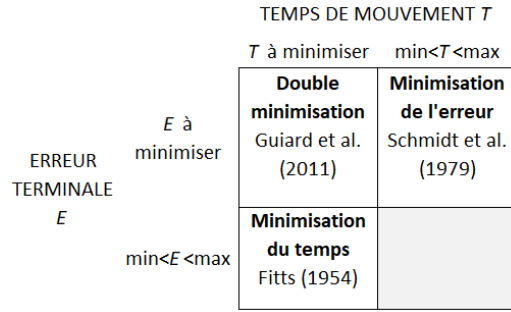 TEMPS DE MOUVEMENT T
T à minimiser min<T<max
Double minimisation Guiard et al. (2011)
Minimisation de l'erreur Schmidt et al. (1979)
E à minimiser
ERREUR TERMINALE E
min<E<max
Minimisation du temps Fitts (1954)